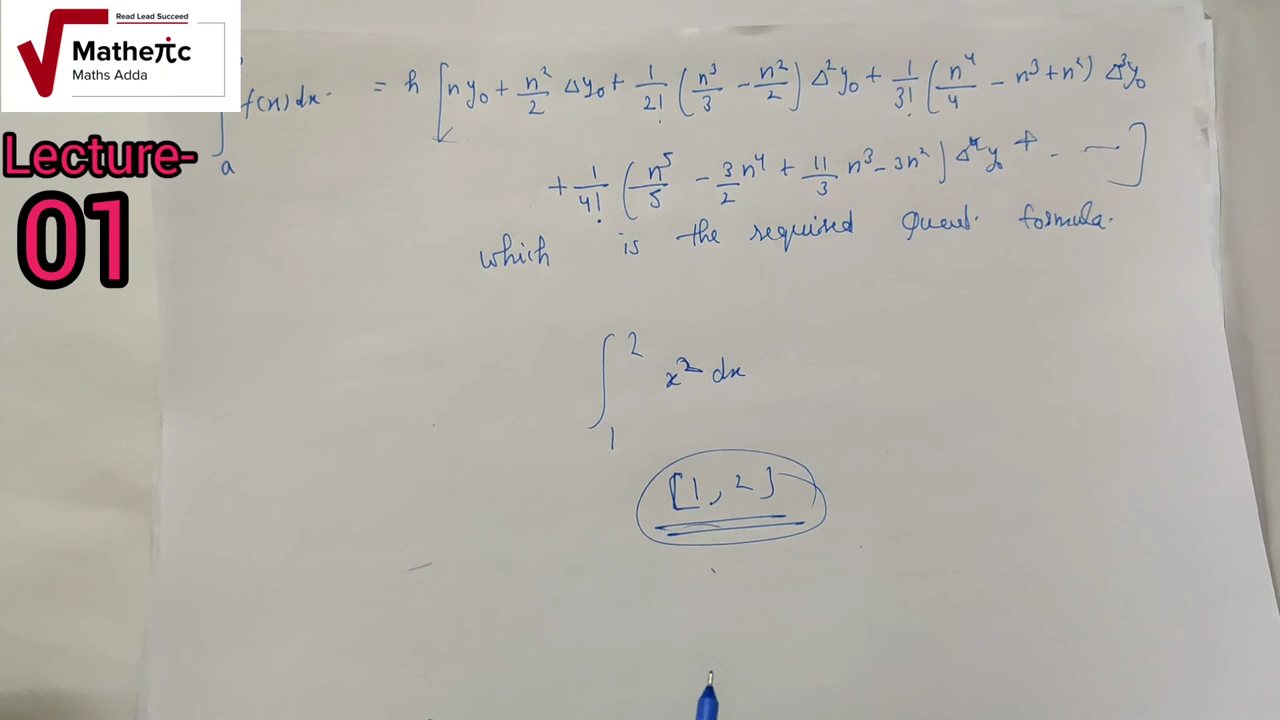 Read Lead Succeed
Matheπc
Maths Adda
Lecture-
01
∫ₐ f(x)dx. = h [ny₀ + n²/2 Δy₀ + 1/2! (n³/3 - n²/2) Δ²y₀ + 1/3! (n⁴/4 - n³ + n²) Δ³y₀
+ 1/4! (n⁵/5 - 3/2 n⁴ + 11/3 n³ - 3n²) Δ⁴y₀ + - —]
which is the required formula.
∫₁² x² dx
[1, 2]